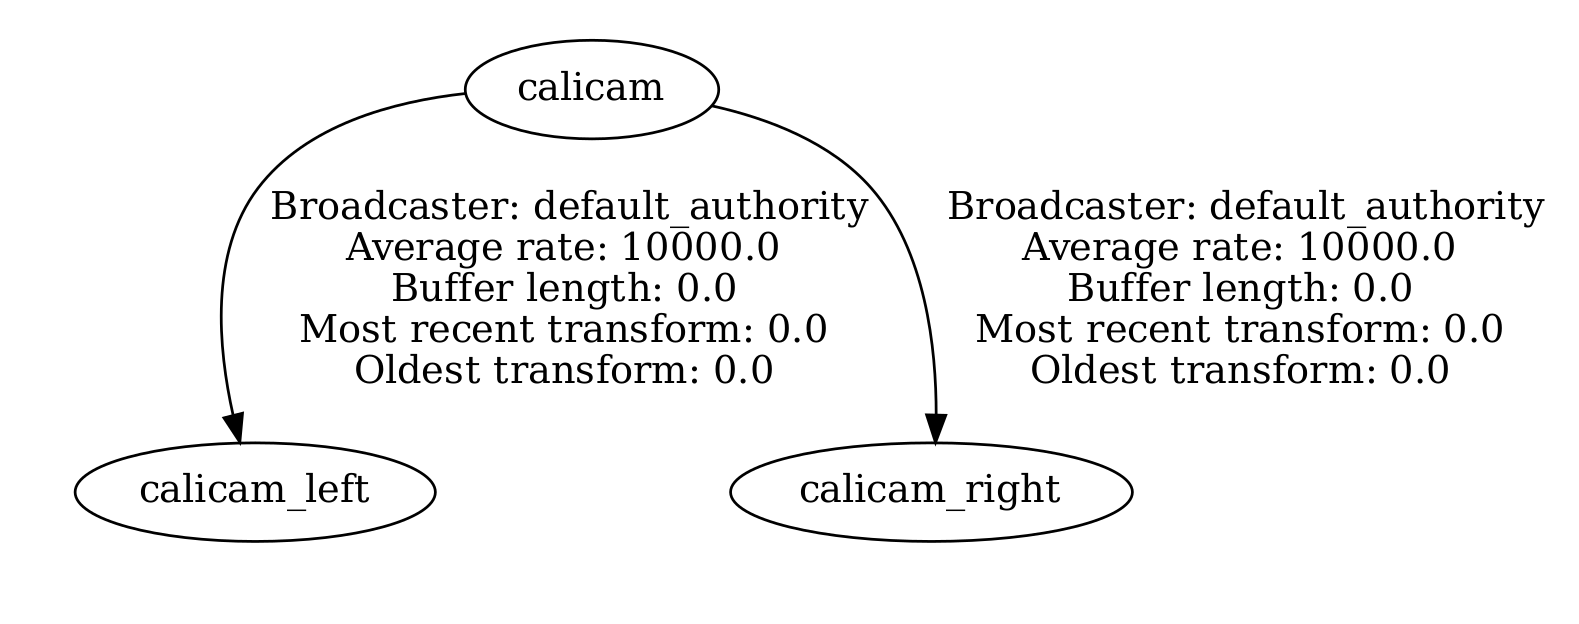 calicam
Broadcaster: default_authority
Average rate: 10000.0
Buffer length: 0.0
Most recent transform: 0.0
Oldest transform: 0.0
Broadcaster: default_authority
Average rate: 10000.0
Buffer length: 0.0
Most recent transform: 0.0
Oldest transform: 0.0
calicam_left
calicam_right